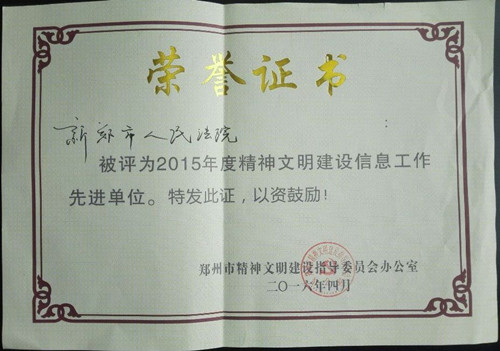 荣誉证书
新郑市人民法院
被评为2015年度精神文明建设信息工作
先进单位。特发此证，以资鼓励！
郑州市精神文明建设指导委员会办公室
二〇一六年四月